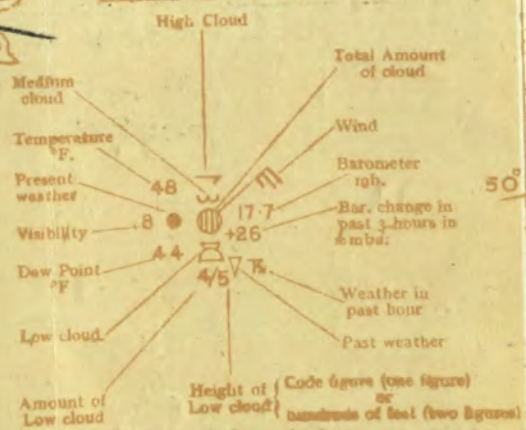 High Cloud
Total Amount
of cloud
Medium
cloud
Wind
Temperature
°F.
48
Barometer
mb.
Present
weather
50°
17·7
Bar. change in
past 3 hours in
Visibility
8
+26
Dew Point
°F
44
4/5
Weather in
past hour
Low cloud
Past weather
Amount of
Low cloud
Height of
Low cloud
Code figure (one figure)
or
hundreds of feet (two figures)